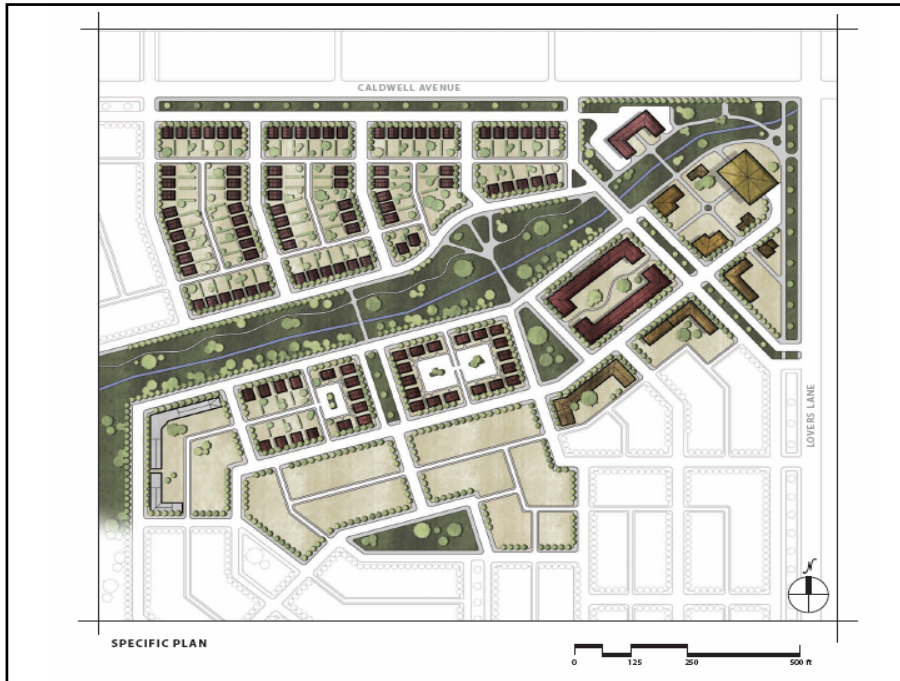 CALDWELL AVENUE
LOVERS LANE
N
SPECIFIC PLAN
0 125 250 500 ft